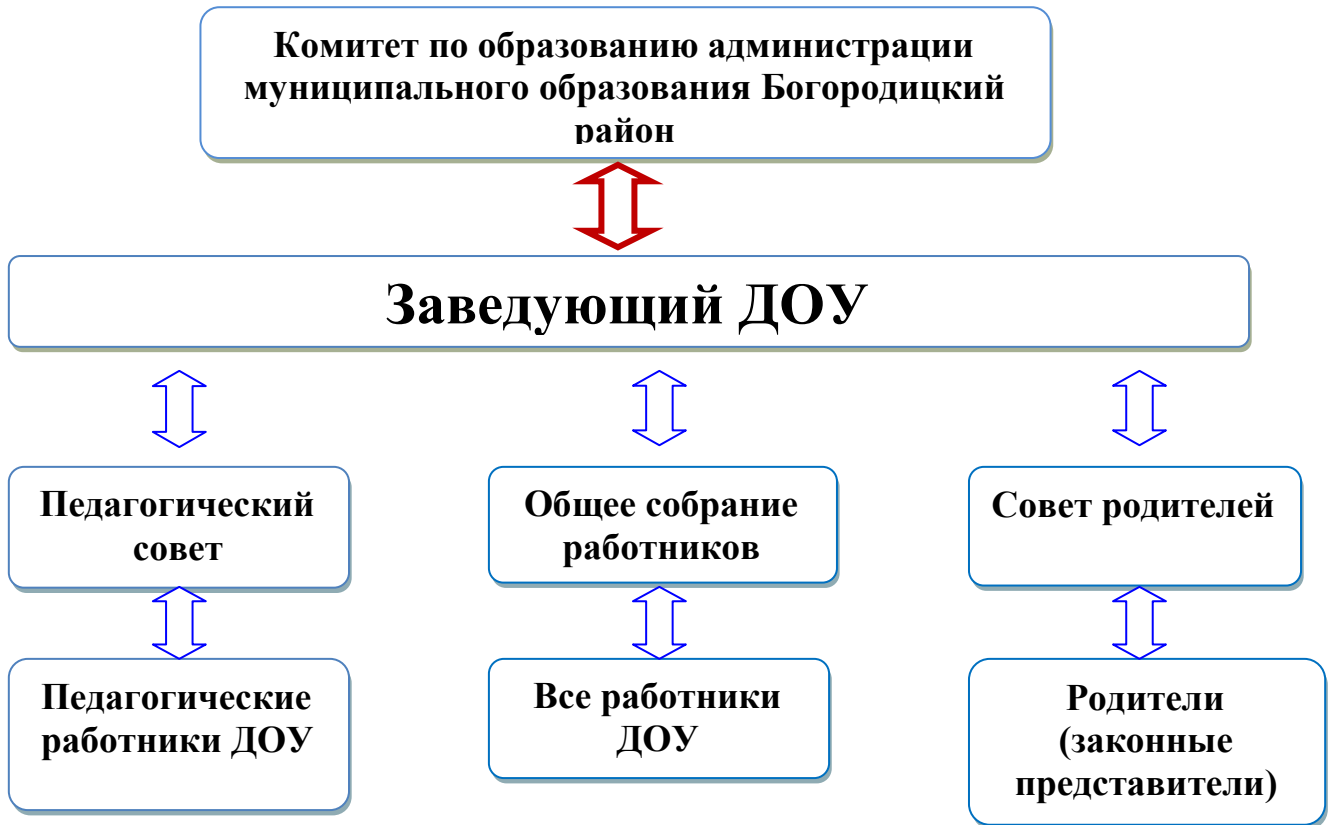 Комитет по образованию администрации
муниципального образования Богородицкий
район
Заведующий ДОУ
Педагогический
совет
Общее собрание
работников
Совет родителей
Педагогические
работники ДОУ
Все работники
ДОУ
Родители
(законные
представители)